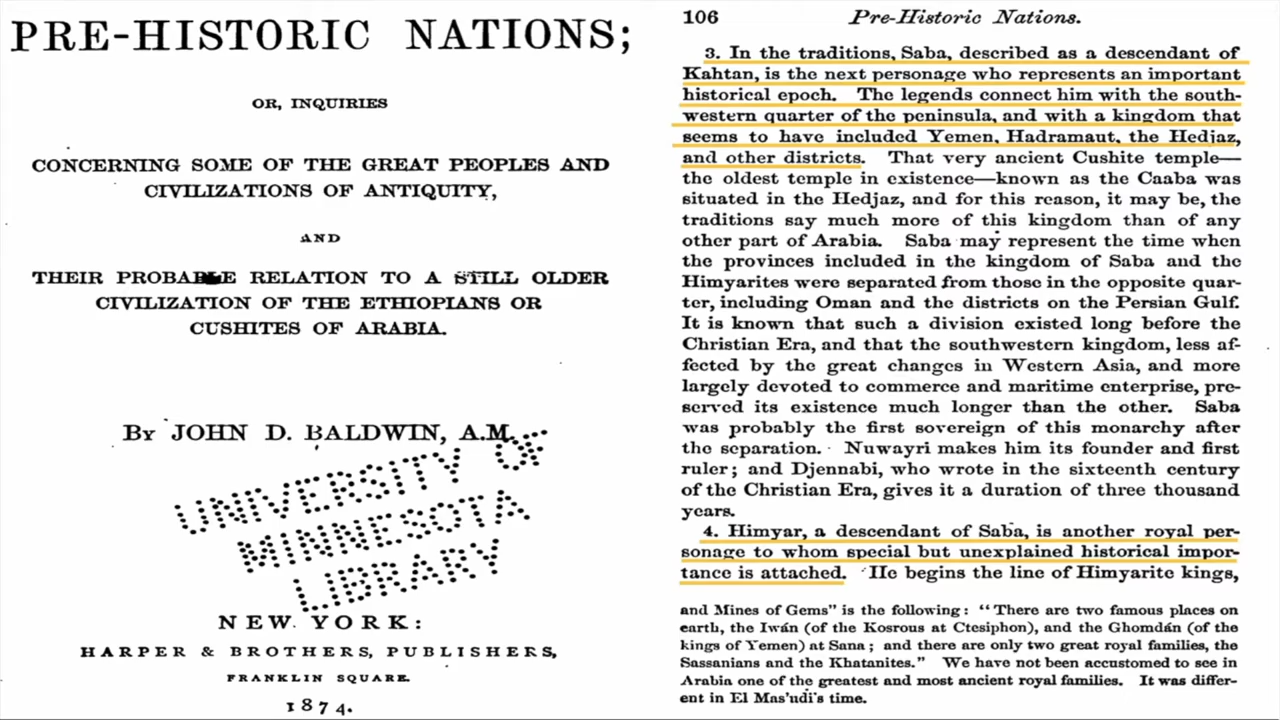 PRE-HISTORIC NATIONS;
OR, INQUIRIES
CONCERNING SOME OF THE GREAT PEOPLES AND
CIVILIZATIONS OF ANTIQUITY,
AND
THEIR PROBABLE RELATION TO A STILL OLDER
CIVILIZATION OF THE ETHIOPIANS OR
CUSHITES OF ARABIA.
By JOHN D. BALDWIN, A.M.
UNIVERSITY OF
MINNESOTA
LIBRARY
NEW YORK:
HARPER & BROTHERS, PUBLISHERS,
FRANKLIN SQUARE.
1874.
106 Pre-Historic Nations.
3. In the traditions, Saba, described as a descendant of
Kahtan, is the next personage who represents an important
historical epoch. The legends connect him with the south-
western quarter of the peninsula, and with a kingdom that
seems to have included Yemen, Hadramaut, the Hedjaz,
and other districts. That very ancient Cushite temple—
the oldest temple in existence—known as the Caaba was
situated in the Hedjaz, and for this reason, it may be, the
traditions say much more of this kingdom than of any
other part of Arabia. Saba may represent the time when
the provinces included in the kingdom of Saba and the
Himyarites were separated from those in the opposite quar-
ter, including Oman and the districts on the Persian Gulf.
It is known that such a division existed long before the
Christian Era, and that the southwestern kingdom, less af-
fected by the great changes in Western Asia, and more
largely devoted to commerce and maritime enterprise, pre-
served its existence much longer than the other. Saba
was probably the first sovereign of this monarchy after
the separation. Nuwayri makes him its founder and first
ruler; and Djennabi, who wrote in the sixteenth century
of the Christian Era, gives it a duration of three thousand
years.
4. Himyar, a descendant of Saba, is another royal per-
sonage to whom special but unexplained historical impor-
tance is attached. He begins the line of Himyarite kings,
and Mines of Gems" is the following: "There are two famous places on
earth, the Iwán (of the Kosrous at Ctesiphon), and the Ghomdán (of the
kings of Yemen) at Sana; and there are only two great royal families, the
Sassanians and the Khatanites." We have not been accustomed to see in
Arabia one of the greatest and most ancient royal families. It was differ-
ent in El Mas'udi's time.